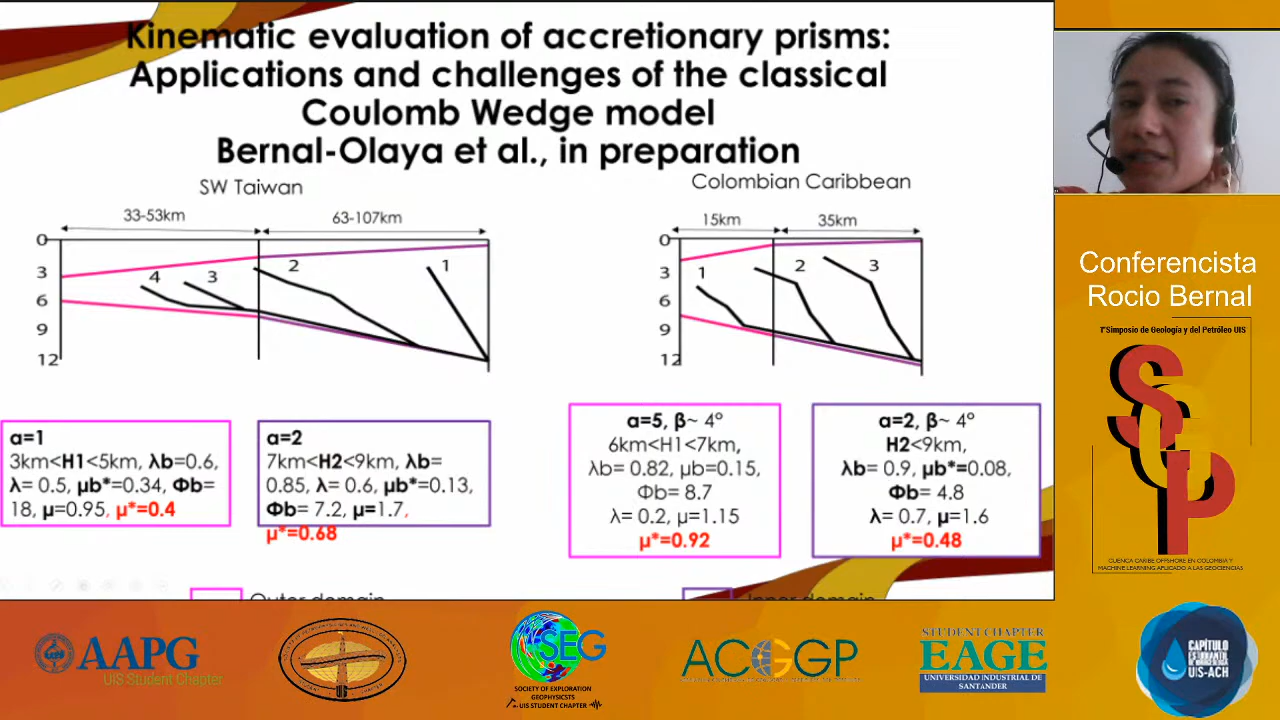 Kinematic evaluation of accretionary prisms:
Applications and challenges of the classical
Coulomb Wedge model
Bernal-Olaya et al., in preparation
SW Taiwan
33-53km
63-107km
0
3
6
9
12
4
3
2
1
Colombian Caribbean
15km
35km
0
3
6
9
12
1
2
3
α=1
3km<H1<5km, λb=0.6,
λ= 0.5, μb*=0.34, Φb=
18, μ=0.95, μ*=0.4
α=2
7km<H2<9km, λb=
0.85, λ= 0.6, μb*=0.13,
Φb= 7.2, μ=1.7,
μ*=0.68
α=5, β~ 4°
6km<H1<7km,
λb= 0.82, μb=0.15,
Φb= 8.7
λ= 0.2, μ=1.15
μ*=0.92
α=2, β~ 4°
H2<9km,
λb= 0.9, μb*=0.08,
Φb= 4.8
λ= 0.7, μ=1.6
μ*=0.48
Outer domain
Inner domain
Conferencista
Rocio Bernal
1°Simposio de Geología y del Petróleo UIS
SGP
CUENCA CARIBE OFFSHORE EN COLOMBIA Y
MACHINE LEARNING APLICADO A LAS GEOCIENCIAS
AAPG
UIS Student Chapter
SEG
SOCIETY OF EXPLORATION
GEOPHYSICSTS
UIS STUDENT CHAPTER
ACGGP
STUDENT CHAPTER
EAGE
UNIVERSIDAD INDUSTRIAL DE
SANTANDER
CAPÍTULO
UIS-ACH